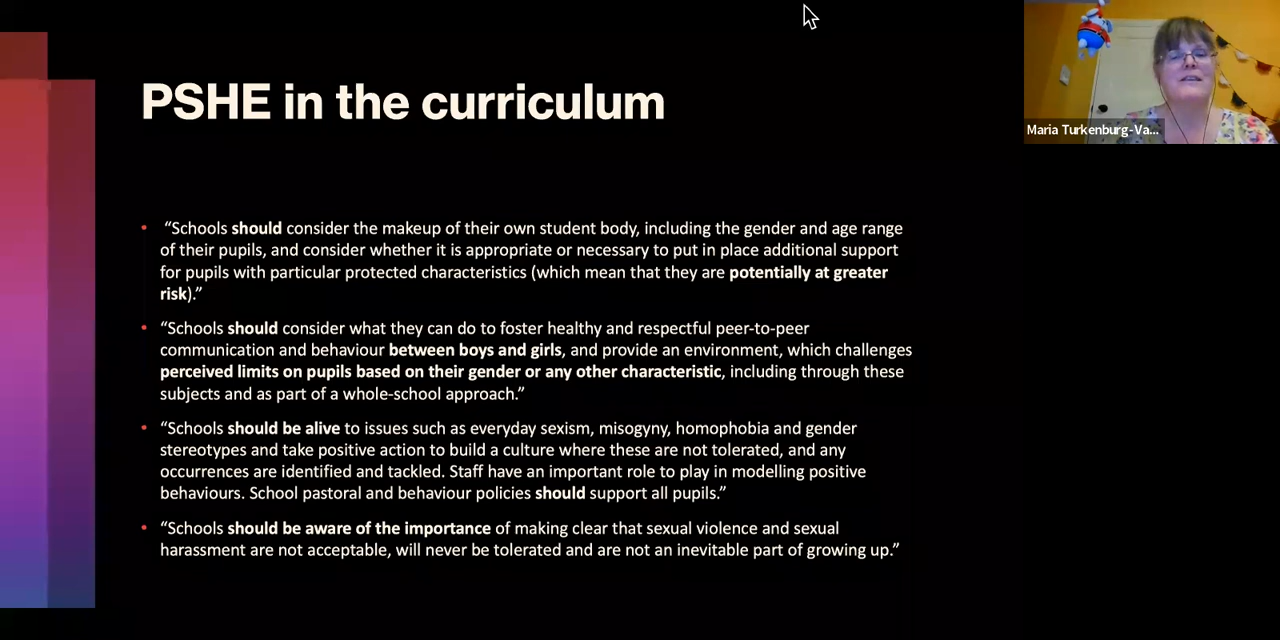 PSHE in the curriculum
Maria Turkenburg-Va...
• “Schools should consider the makeup of their own student body, including the gender and age range
of their pupils, and consider whether it is appropriate or necessary to put in place additional support
for pupils with particular protected characteristics (which mean that they are potentially at greater
risk).”
• “Schools should consider what they can do to foster healthy and respectful peer-to-peer
communication and behaviour between boys and girls, and provide an environment, which challenges
perceived limits on pupils based on their gender or any other characteristic, including through these
subjects and as part of a whole-school approach.”
• “Schools should be alive to issues such as everyday sexism, misogyny, homophobia and gender
stereotypes and take positive action to build a culture where these are not tolerated, and any
occurrences are identified and tackled. Staff have an important role to play in modelling positive
behaviours. School pastoral and behaviour policies should support all pupils.”
• “Schools should be aware of the importance of making clear that sexual violence and sexual
harassment are not acceptable, will never be tolerated and are not an inevitable part of growing up.”